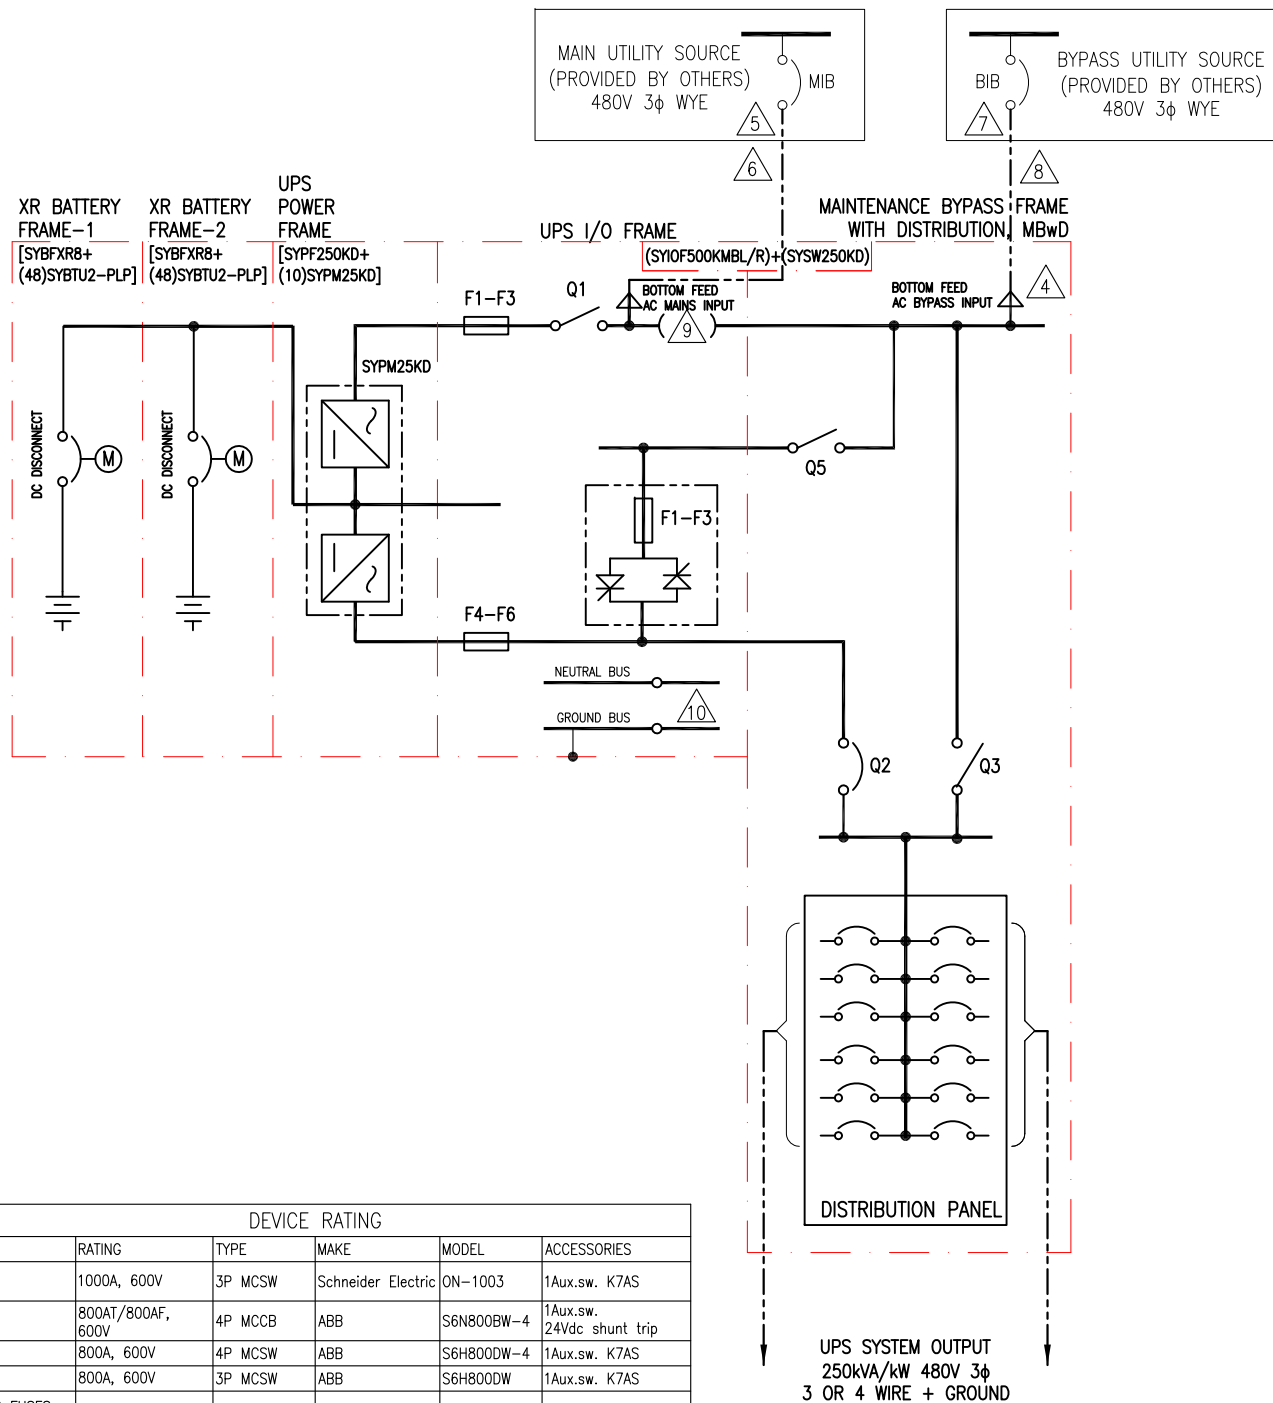 MAIN UTILITY SOURCE
(PROVIDED BY OTHERS)
480V 3ϕ WYE
MIB
5
6
BYPASS UTILITY SOURCE
(PROVIDED BY OTHERS)
480V 3ϕ WYE
BIB
7
8
XR BATTERY
FRAME-1
[SYBFXR8+
(48)SYBTU2-PLP]
XR BATTERY
FRAME-2
[SYBFXR8+
(48)SYBTU2-PLP]
UPS
POWER
FRAME
[SYPF250KD+
(10)SYPM25KD]
UPS I/O FRAME
(SYIOF500KMBL/R)+(SYSW250KD)
MAINTENANCE BYPASS FRAME
WITH DISTRIBUTION, MBwD
F1-F3
Q1
BOTTOM FEED
AC MAINS INPUT
9
BOTTOM FEED
AC BYPASS INPUT
4
SYPM25KD
DC DISCONNECT
M
DC DISCONNECT
M
Q5
F1-F3
F4-F6
NEUTRAL BUS
GROUND BUS
10
Q2
Q3
DISTRIBUTION PANEL
DEVICE RATING
RATING TYPE MAKE MODEL ACCESSORIES
1000A, 600V 3P MCSW Schneider Electric ON-1003 1Aux.sw. K7AS
800AT/800AF,
600V
4P MCCB ABB S6N800BW-4
1Aux.sw.
24Vdc shunt trip
800A, 600V 4P MCSW ABB S6H800DW-4 1Aux.sw. K7AS
800A, 600V 3P MCSW ABB S6H800DW 1Aux.sw. K7AS
UPS SYSTEM OUTPUT
250kVA/kW 480V 3ϕ
3 OR 4 WIRE + GROUND